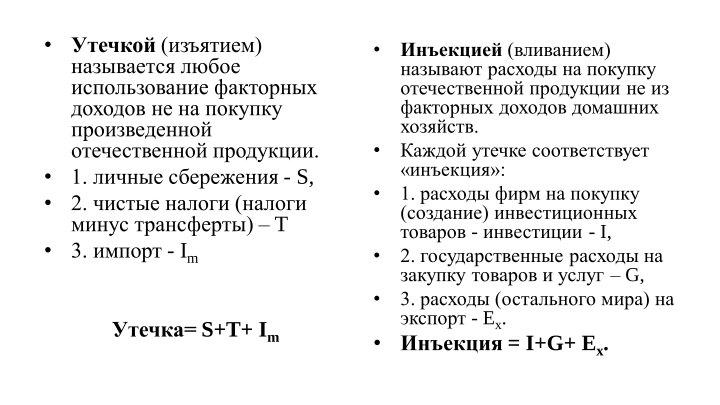 • Утечкой (изъятием)
называется любое
использование факторных
доходов не на покупку
произведенной
отечественной продукции.
• 1. личные сбережения - S,
• 2. чистые налоги (налоги
минус трансферты) – T
• 3. импорт - Im
Утечка= S+T+ Im
• Инъекцией (вливанием)
называют расходы на покупку
отечественной продукции не из
факторных доходов домашних
хозяйств.
• Каждой утечке соответствует
«инъекция»:
• 1. расходы фирм на покупку
(создание) инвестиционных
товаров - инвестиции - I,
• 2. государственные расходы на
закупку товаров и услуг – G,
• 3. расходы (остального мира) на
экспорт - Ex.
• Инъекция = I+G+ Ex.